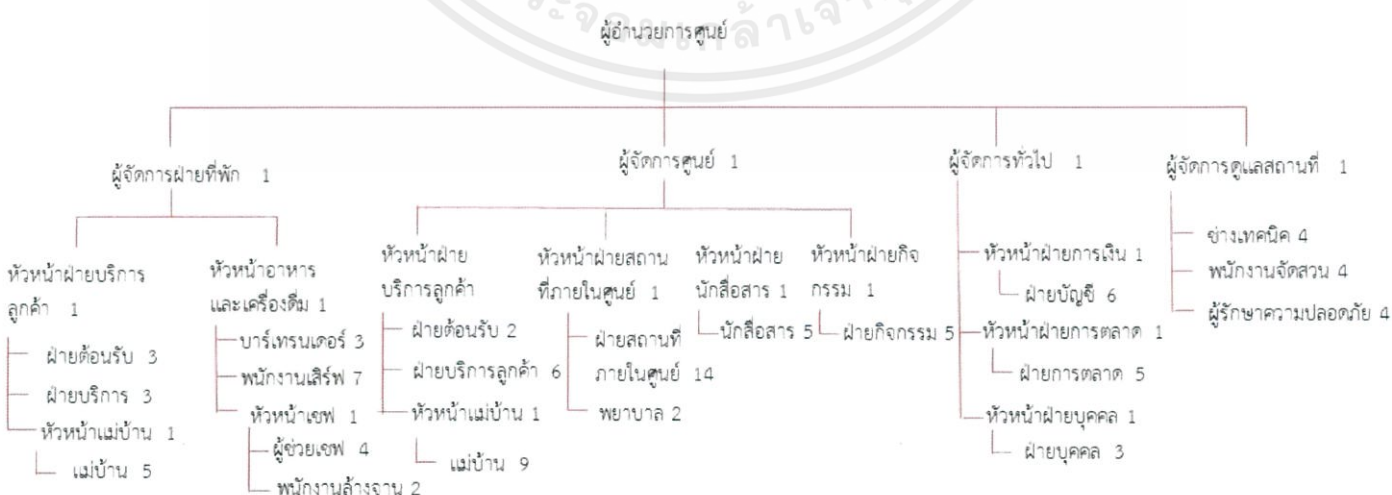 ระจอมเกล้าเจ้า
ผู้อำนวยการศูนย์
ผู้จัดการฝ่ายที่พัก 1
หัวหน้าฝ่ายบริการ
ลูกค้า 1
ฝ่ายต้อนรับ 3
ฝ่ายบริการ 3
หัวหน้าแม่บ้าน 1
แม่บ้าน 5
หัวหน้าอาหาร
และเครื่องดื่ม 1
บาร์เทรนเดอร์ 3
พนักงานเสิร์ฟ 7
หัวหน้าเชฟ 1
ผู้ช่วยเชฟ 4
พนักงานล้างจาน 2
ผู้จัดการศูนย์ 1
หัวหน้าฝ่าย
บริการลูกค้า
ฝ่ายต้อนรับ 2
ฝ่ายบริการลูกค้า 6
หัวหน้าแม่บ้าน 1
แม่บ้าน 9
หัวหน้าฝ่ายสถาน
ที่ภายในศูนย์ 1
ฝ่ายสถานที่
ภายในศูนย์ 14
พยาบาล 2
หัวหน้าฝ่าย
นักสื่อสาร 1
นักสื่อสาร 5
หัวหน้าฝ่ายกิจ
กรรม 1
ฝ่ายกิจกรรม 5
ผู้จัดการทั่วไป 1
หัวหน้าฝ่ายการเงิน 1
ฝ่ายบัญชี 6
หัวหน้าฝ่ายการตลาด 1
ฝ่ายการตลาด 5
หัวหน้าฝ่ายบุคคล 1
ฝ่ายบุคคล 3
ผู้จัดการดูแลสถานที่ 1
ช่างเทคนิค 4
พนักงานจัดสวน 4
ผู้รักษาความปลอดภัย 4